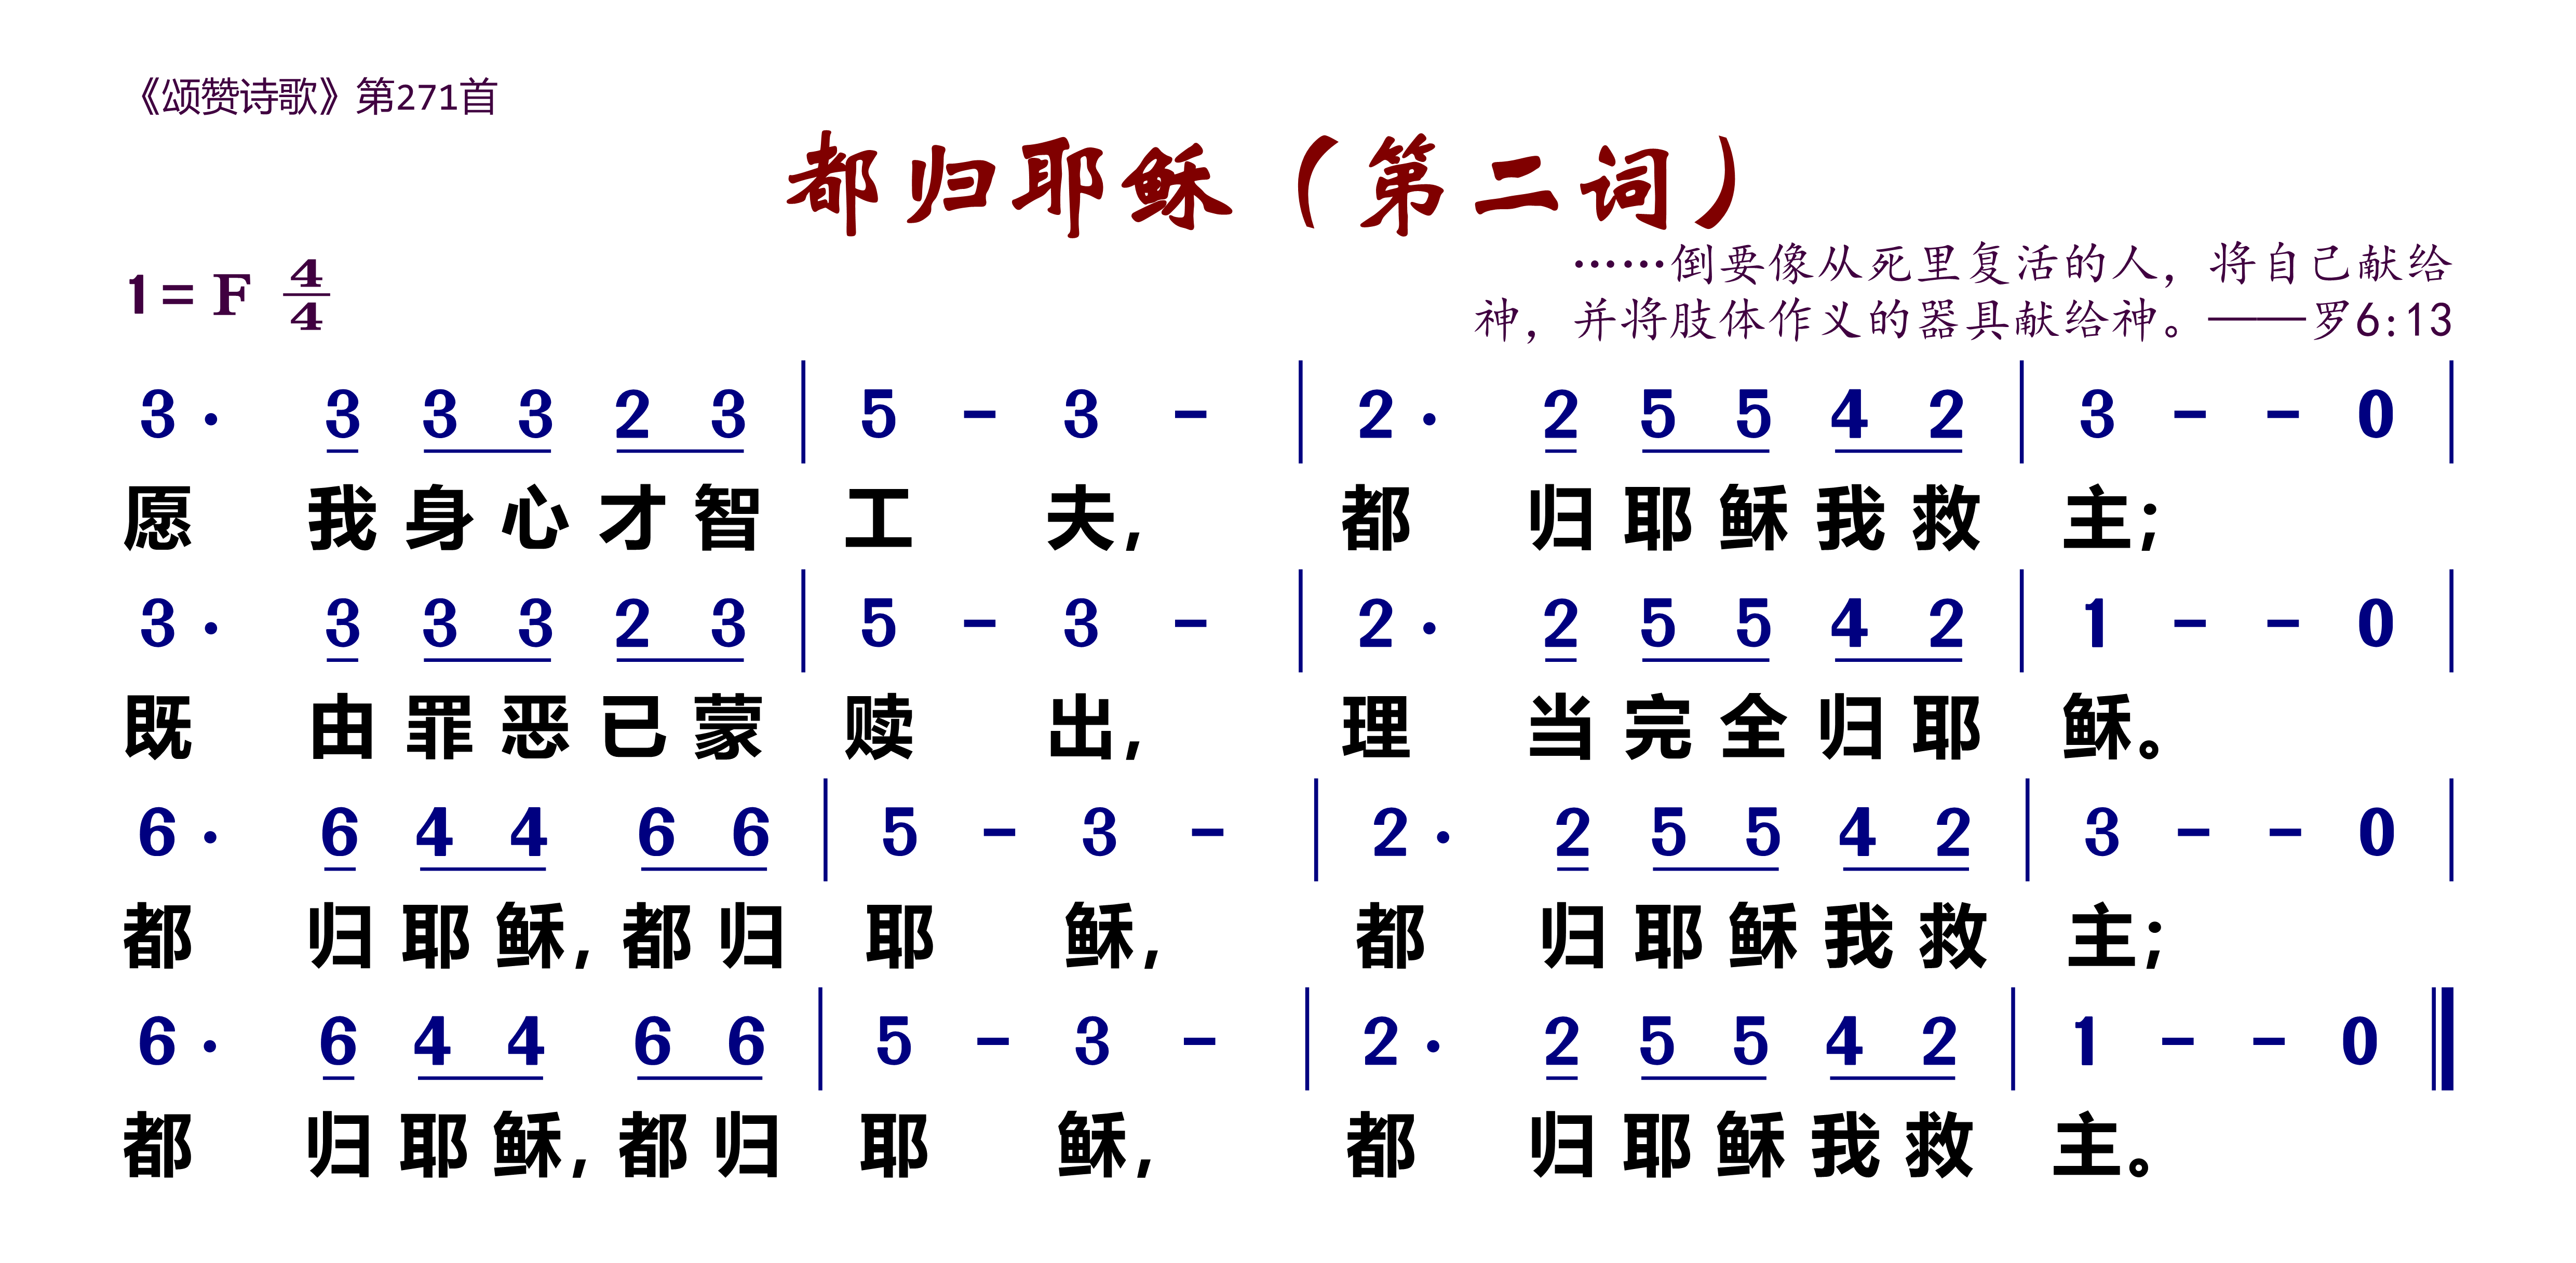 《颂赞诗歌》第271首
都归耶稣（第二词）
……倒要像从死里复活的人，将自己献给
1= F 4/4
神，并将肢体作义的器具献给神。——罗6:13
3 · 3 3 3 2 3 | 5 - 3 - | 2 · 2 5 5 4 2 | 3 - - 0 |
愿 我身心才智 工 夫， 都 归耶稣我救 主；
3 · 3 3 3 2 3 | 5 - 3 - | 2 · 2 5 5 4 2 | 1 - - 0 |
既 由罪恶已蒙 赎 出， 理 当完全归耶 稣。
6 · 6 4 4 6 6 | 5 - 3 - | 2 · 2 5 5 4 2 | 3 - - 0 |
都 归耶稣，都归 耶 稣， 都 归耶稣我救 主；
6 · 6 4 4 6 6 | 5 - 3 - | 2 · 2 5 5 4 2 | 1 - - 0 ‖
都 归耶稣，都归 耶 稣， 都 归耶稣我救 主。